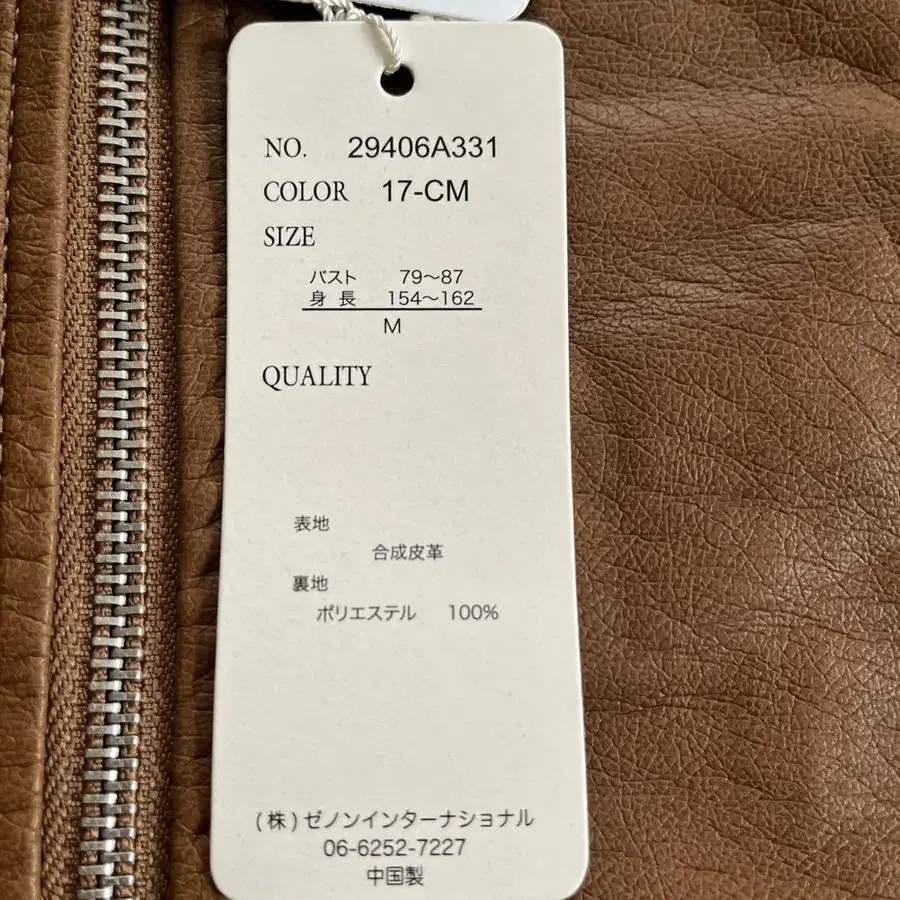 NO. 29406A331
COLOR 17-CM
SIZE
バスト 79～87
身 長 154～162
M
QUALITY
表地
合成皮革
裏地
ポリエステル 100%
(株)ゼノンインターナショナル
06-6252-7227
中国製